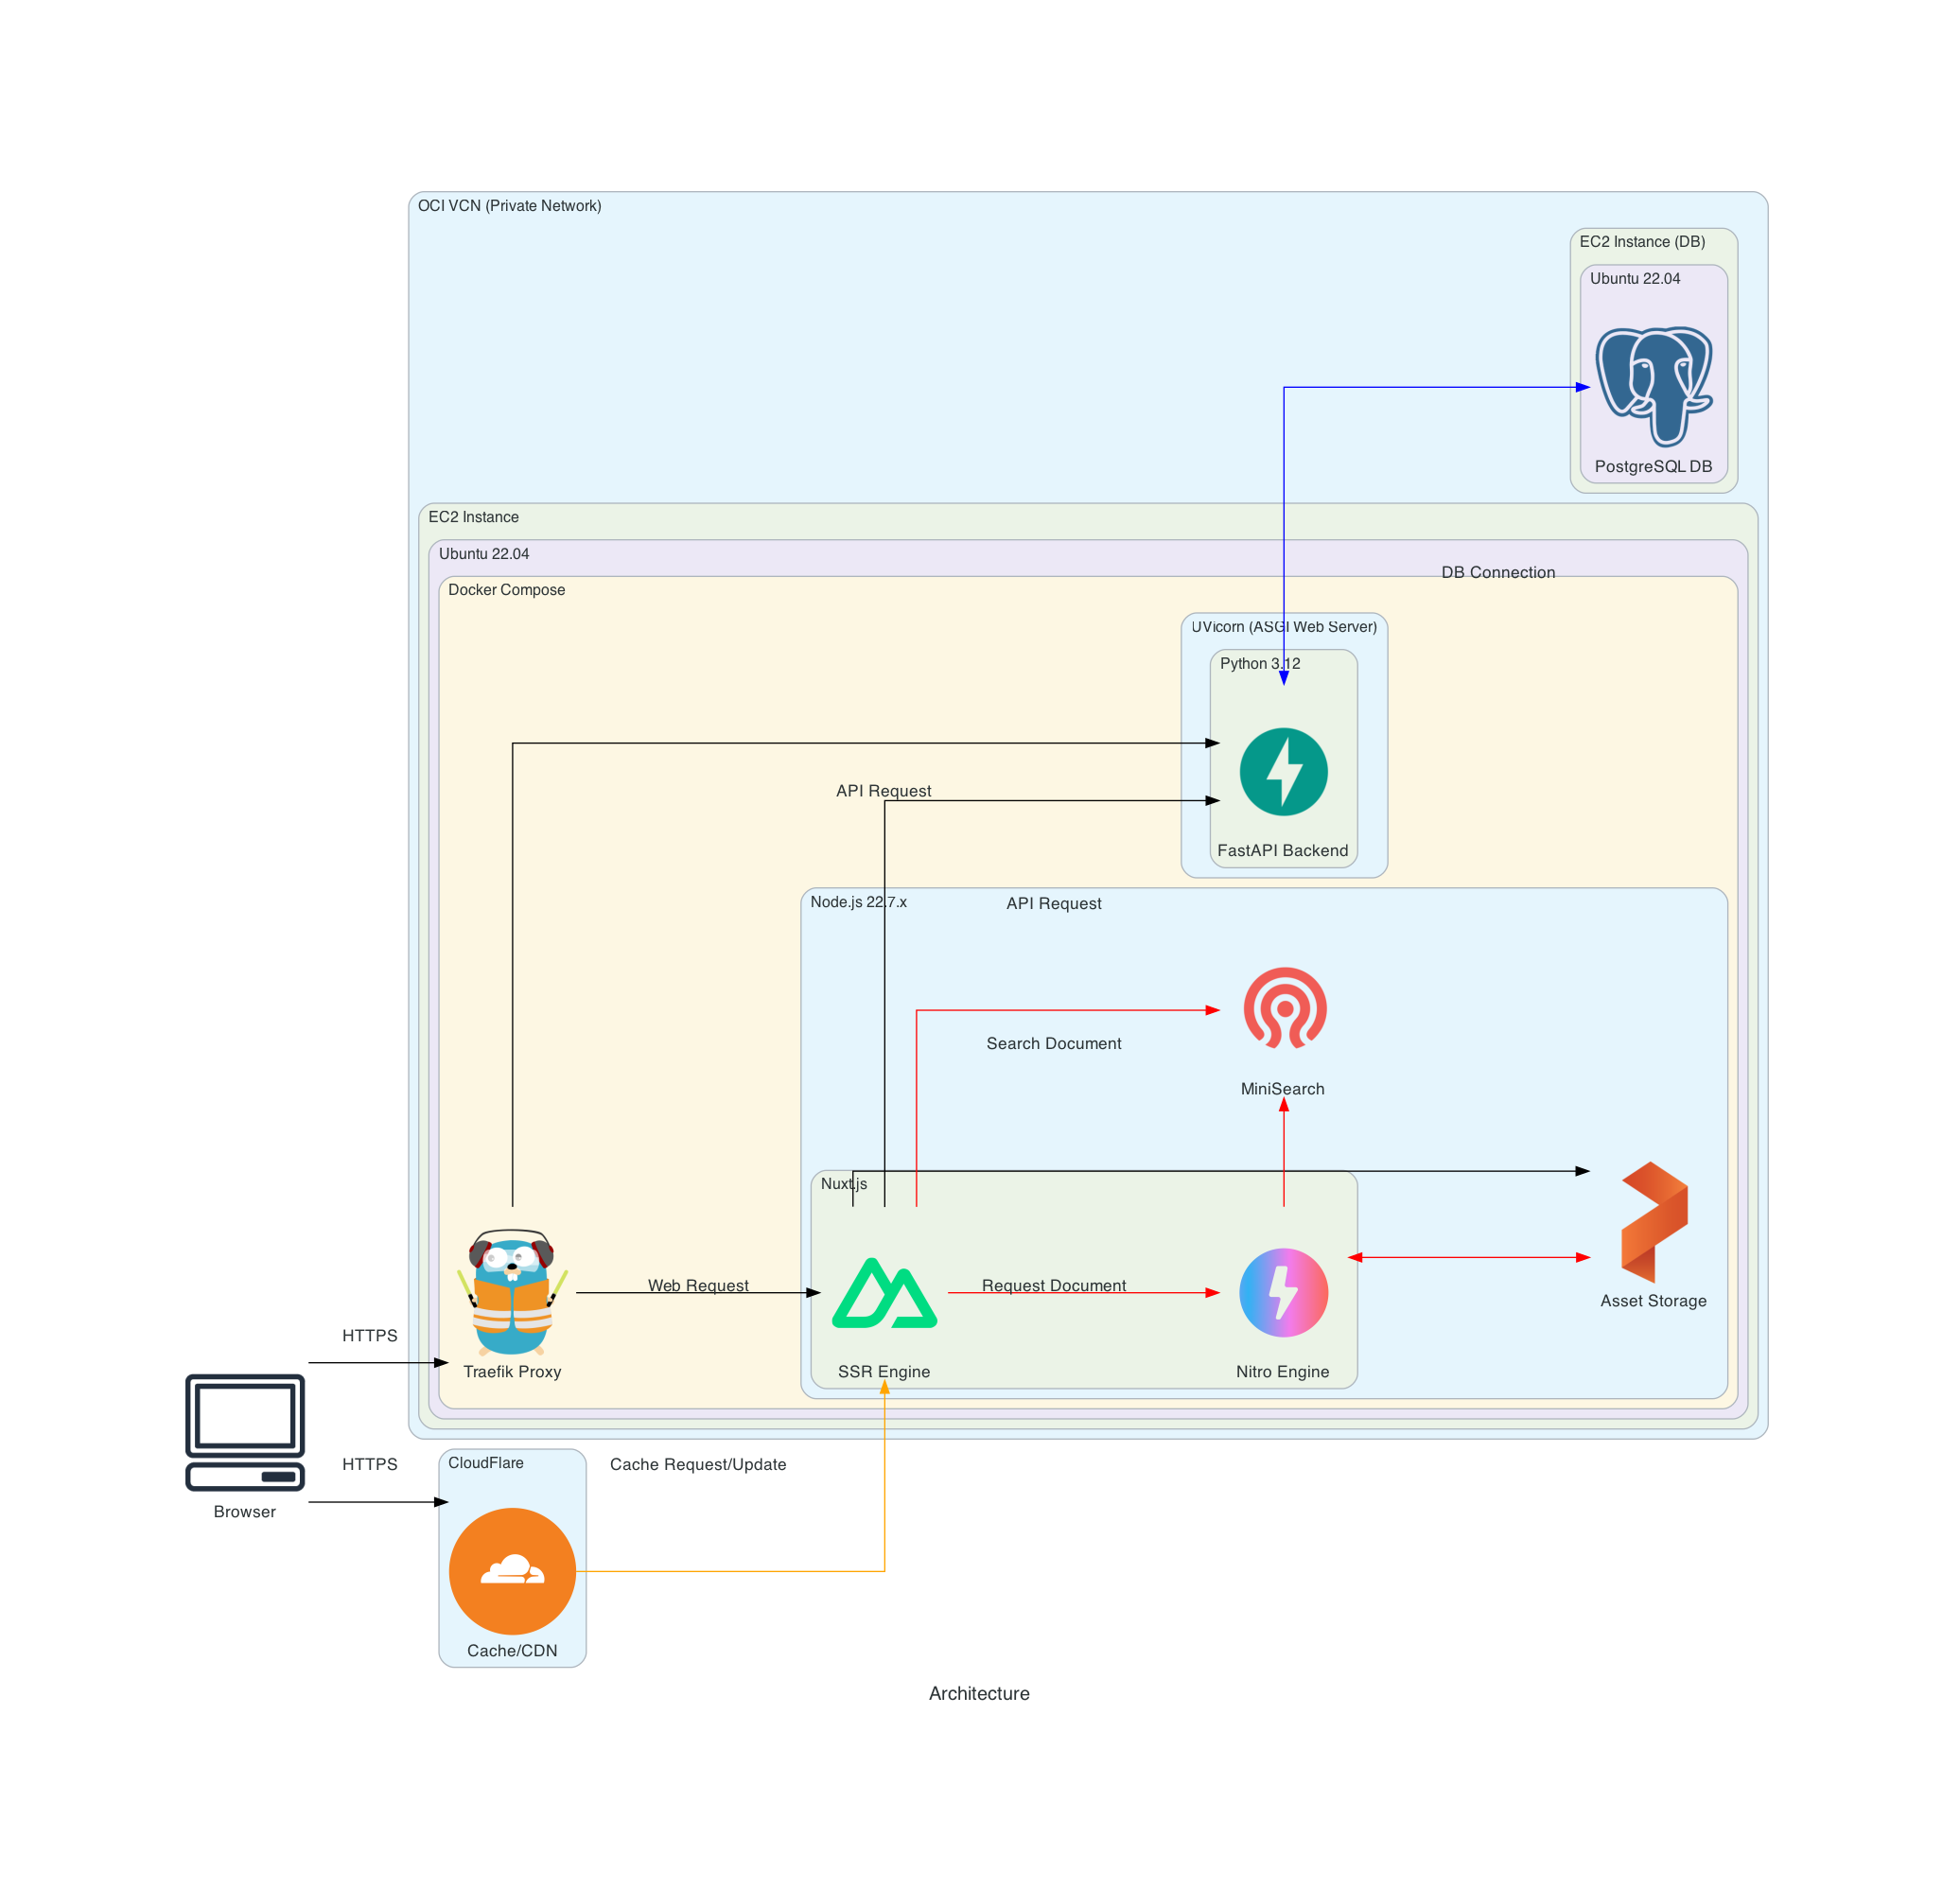 OCI VCN (Private Network)
EC2 Instance (DB)
Ubuntu 22.04
PostgreSQL DB
EC2 Instance
Ubuntu 22.04
DB Connection
Docker Compose
UVicorn (ASGI Web Server)
Python 3.12
API Request
FastAPI Backend
Node.js 22.7.x
API Request
Search Document
MiniSearch
Nuxt.js
Web Request
Request Document
Asset Storage
HTTPS
Traefik Proxy
SSR Engine
Nitro Engine
HTTPS
CloudFlare
Cache Request/Update
Browser
Cache/CDN
Architecture